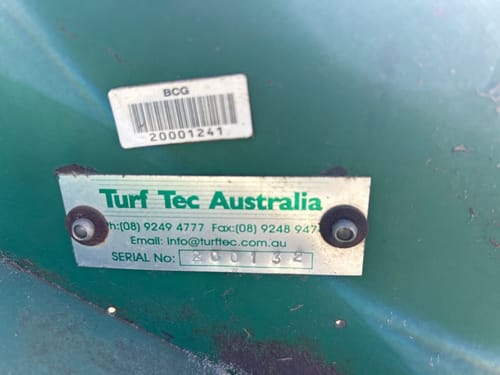 BCG
20001241
Turf Tec Australia
Ph:(08) 9249 4777 Fax:(08) 9248 947
Email: info@turftec.com.au
SERIAL No: 200132